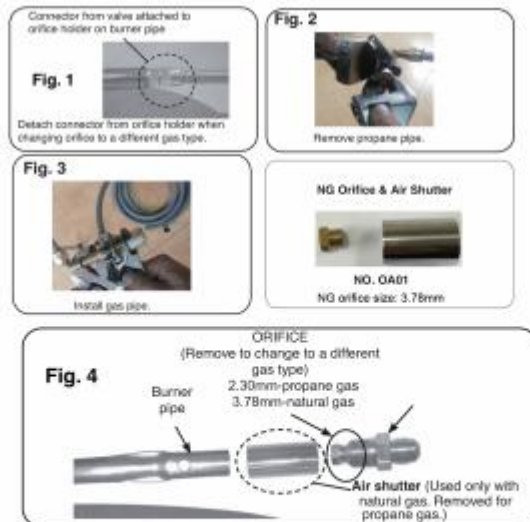 Connector from valve attached to
orifice holder on burner pipe
Fig. 1
Detach connector from orifice holder when
changing orifice to a different gas type.
Fig. 2
Remove propane pipe.
Fig. 3
Install gas pipe.
NG Orifice & Air Shutter
NO. OA01
NG orifice size: 3.78mm
Fig. 4
ORIFICE
(Remove to change to a different
gas type)
2.30mm-propane gas
3.78mm-natural gas
Burner
pipe
Air shutter (Used only with
natural gas. Removed for
propane gas.)